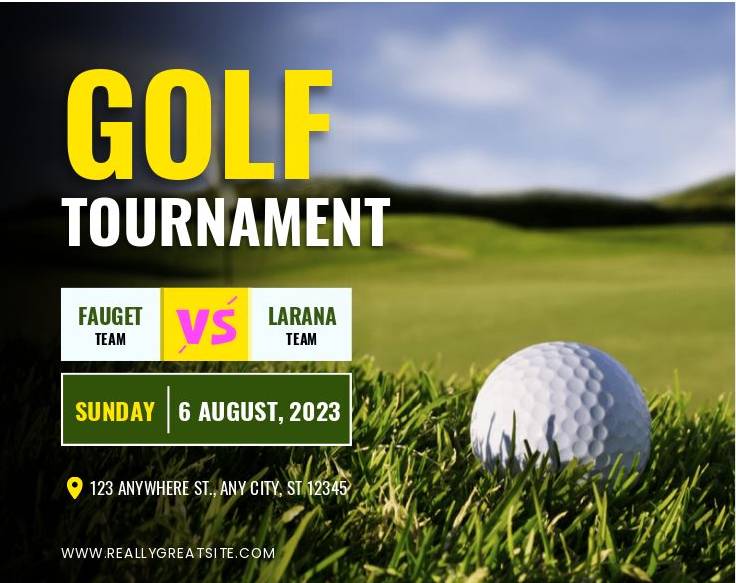 GOLF
TOURNAMENT
FAUGET VS LARANA
TEAM TEAM
SUNDAY 6 AUGUST, 2023
123 ANYWHERE ST., ANY CITY, ST 12345
WWW.REALLYGREATSITE.COM